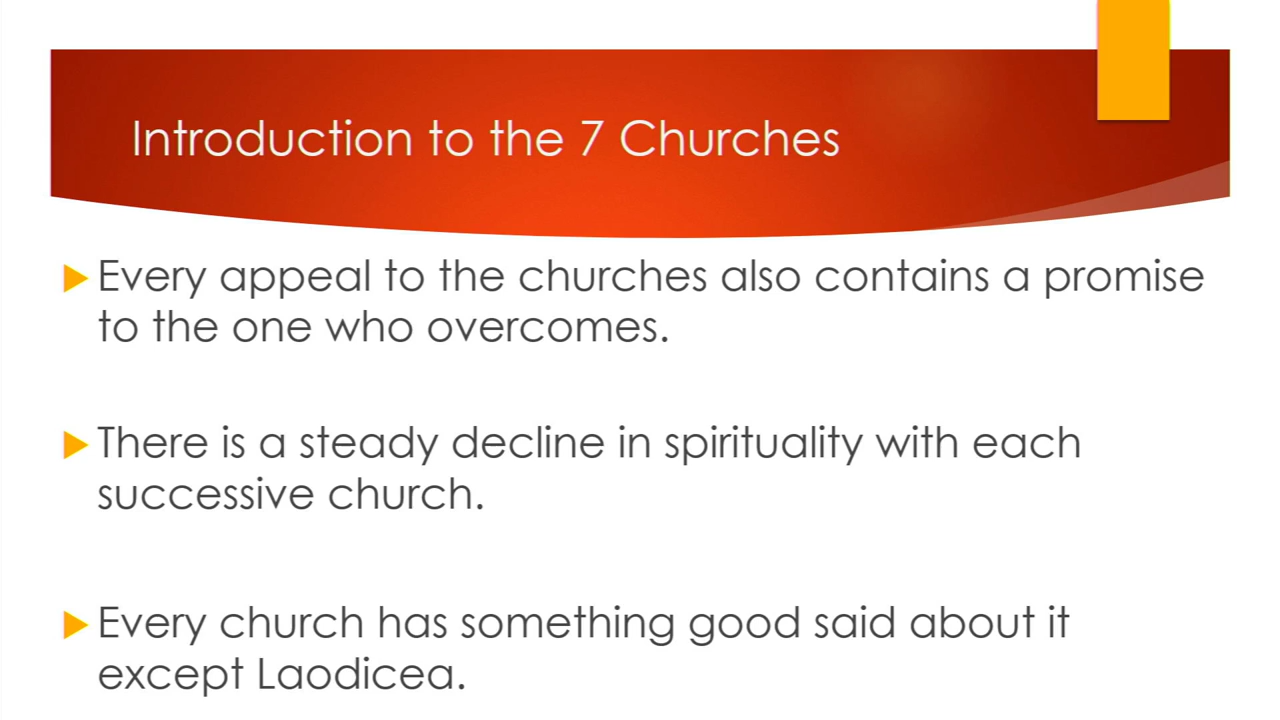 Introduction to the 7 Churches
Every appeal to the churches also contains a promise
to the one who overcomes.
There is a steady decline in spirituality with each
successive church.
Every church has something good said about it
except Laodicea.